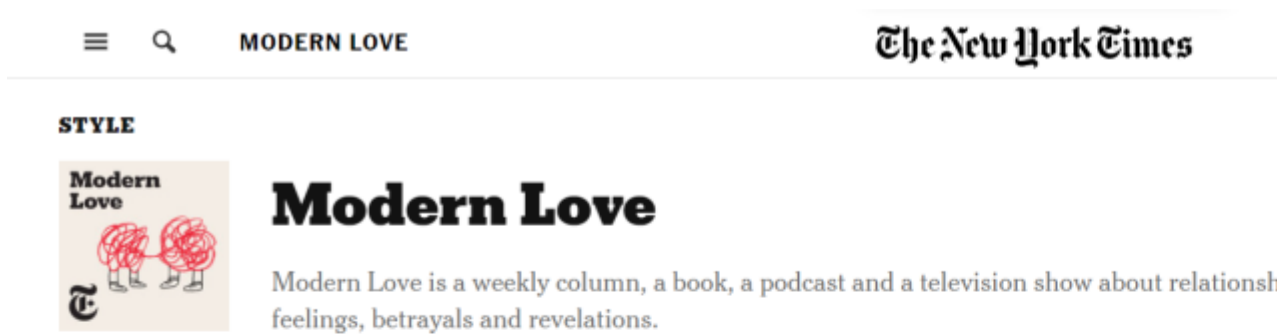 MODERN LOVE
The New York Times
STYLE
Modern
Love
T
Modern Love
Modern Love is a weekly column, a book, a podcast and a television show about relationsh
feelings, betrayals and revelations.